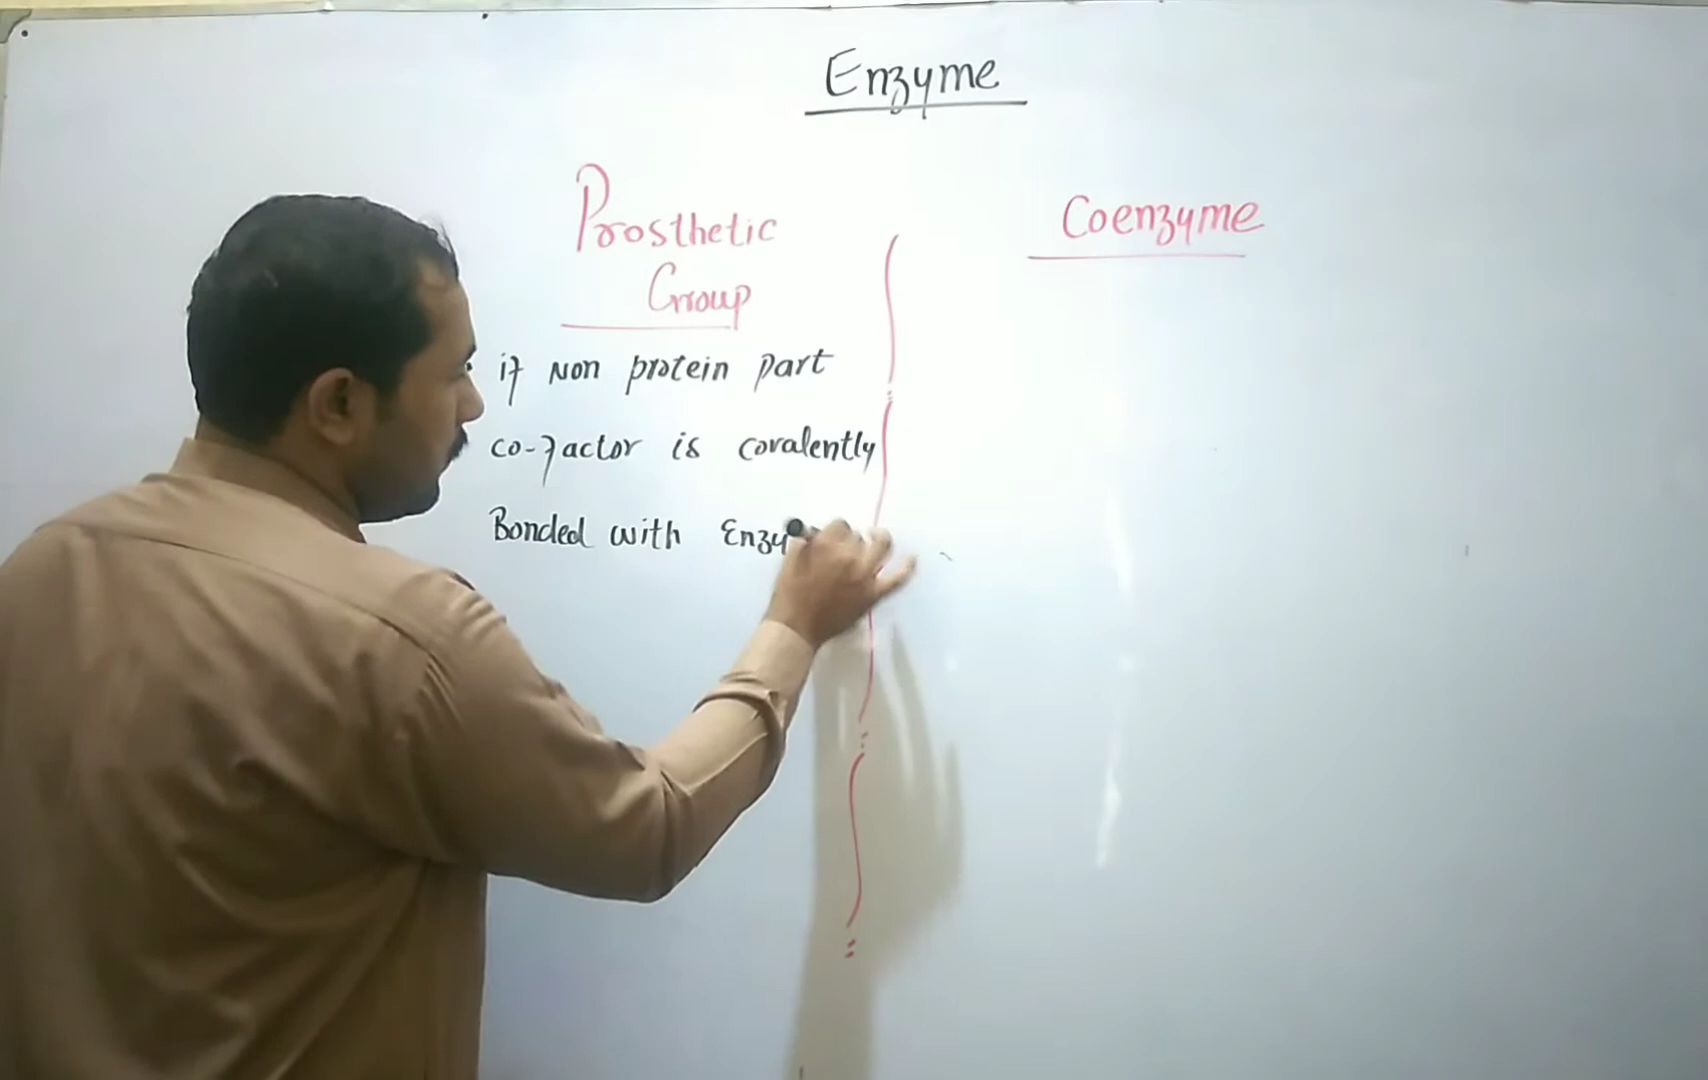 Enzyme
Prosthetic
Group
Coenzyme
if Non protein part
co-factor is covalently
Bonded with Enzy